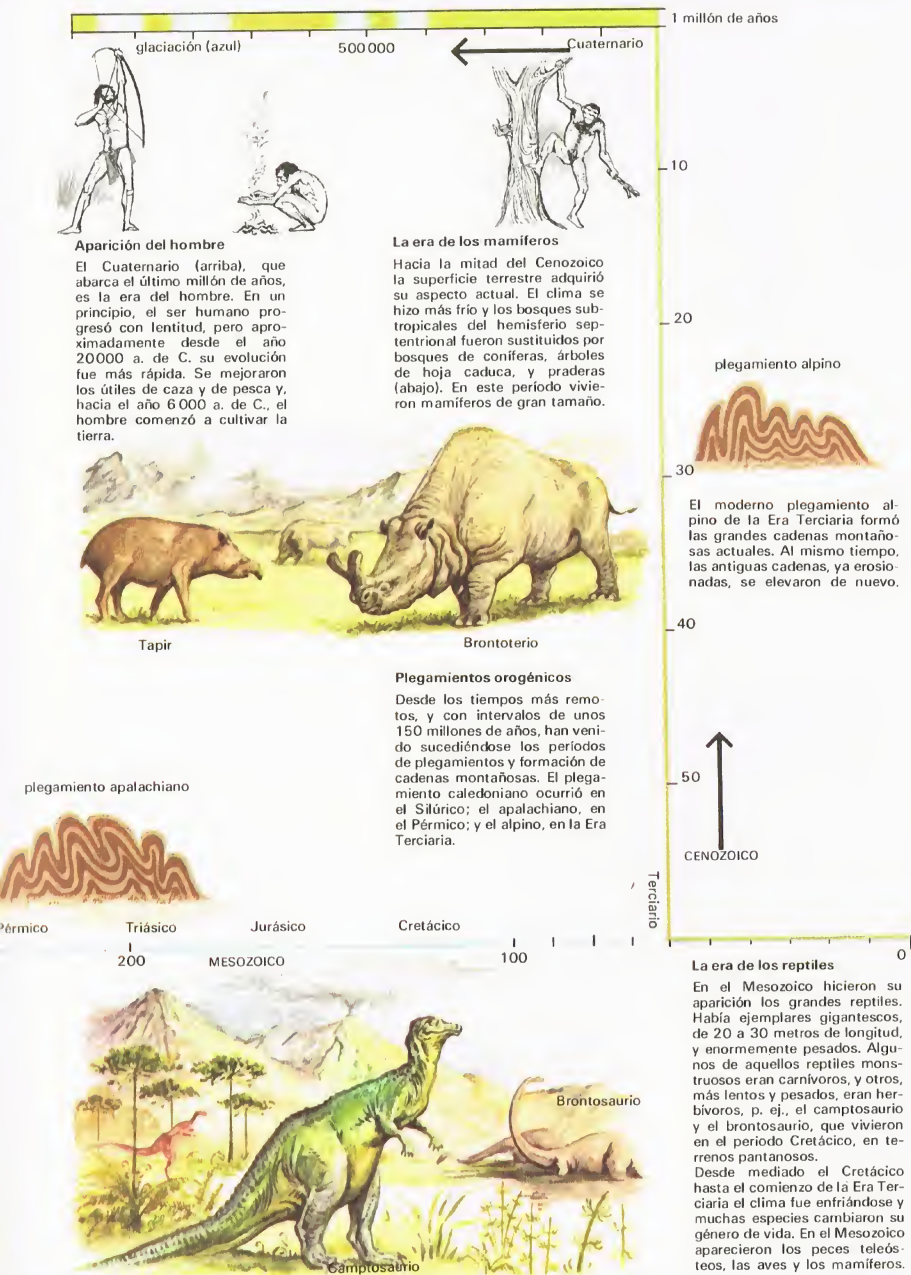 1 millón de años
glaciación (azul)
500 000
Cuaternario
10
20
30
40
50
Aparición del hombre
El Cuaternario (arriba), que
abarca el último millón de años,
es la era del hombre. En un
principio, el ser humano pro-
gresó con lentitud, pero apro-
ximadamente desde el año
20000 a. de C. su evolución
fue más rápida. Se mejoraron
los útiles de caza y de pesca y,
hacia el año 6 000 a. de C., el
hombre comenzó a cultivar la
tierra.
La era de los mamíferos
Hacia la mitad del Cenozoico
la superficie terrestre adquirió
su aspecto actual. El clima se
hizo más frío y los bosques sub-
tropicales del hemisferio sep-
tentrional fueron sustituidos por
bosques de coníferas, árboles
de hoja caduca, y praderas
(abajo). En este período vivie-
ron mamíferos de gran tamaño.
plegamiento alpino
El moderno plegamiento al-
pino de la Era Terciaria formó
las grandes cadenas montaño-
sas actuales. Al mismo tiempo,
las antiguas cadenas, ya erosio-
nadas, se elevaron de nuevo.
Tapir
Brontoterio
Plegamientos orogénicos
Desde los tiempos más remo-
tos, y con intervalos de unos
150 millones de años, han veni-
do sucediéndose los períodos
de plegamientos y formación de
cadenas montañosas. El plega-
miento caledoniano ocurrió en
el Silúrico; el apalachiano, en
el Pérmico; y el alpino, en la Era
Terciaria.
plegamiento apalachiano
CENOZOICO
Terciario
Pérmico
Triásico
Jurásico
Cretácico
200
MESOZOICO
100
0
La era de los reptiles
En el Mesozoico hicieron su
aparición los grandes reptiles.
Había ejemplares gigantescos,
de 20 a 30 metros de longitud,
y enormemente pesados. Algu-
nos de aquellos reptiles mons-
truosos eran carnívoros, y otros,
más lentos y pesados, eran her-
bívoros, p. ej., el camptosaurio
y el brontosaurio, que vivieron
en el periodo Cretácico, en te-
rrenos pantanosos.
Desde mediado el Cretácico
hasta el comienzo de la Era Ter-
ciaria el clima fue enfriándose y
muchas especies cambiaron su
género de vida. En el Mesozoico
aparecieron los peces teleós-
teos, las aves y los mamíferos.
Brontosaurio
Camptosaurio